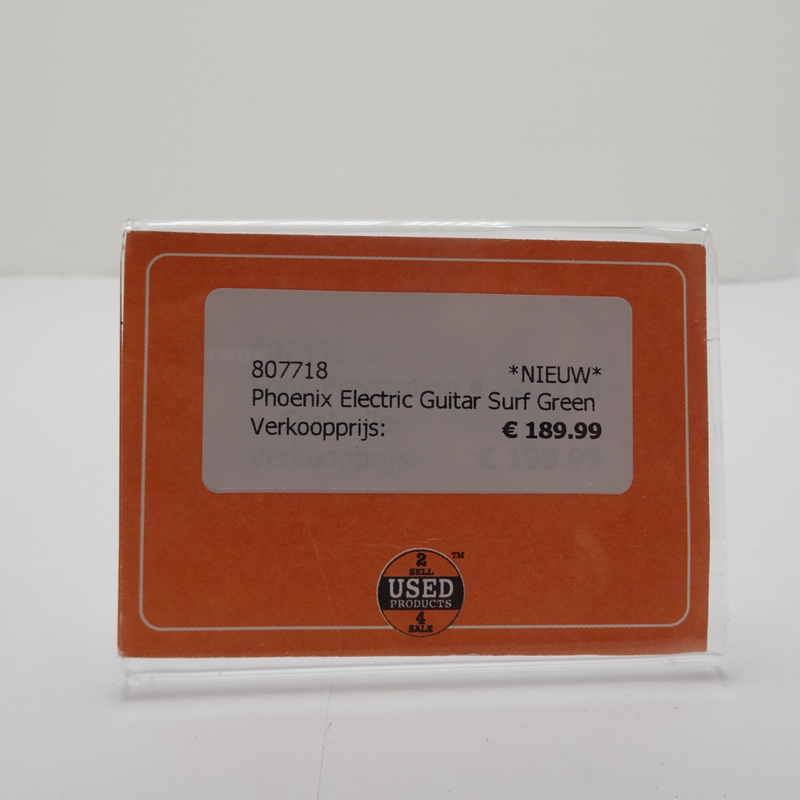 807718 *NIEUW*
Phoenix Electric Guitar Surf Green
Verkoopprijs: € 189.99
2
SELL
USED
PRODUCTS
4
SALE
TM